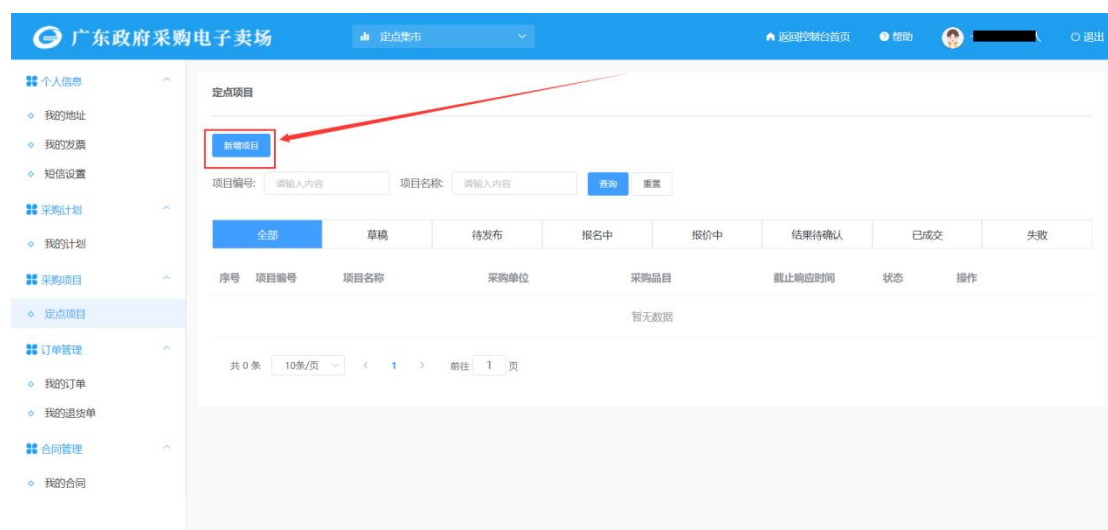 广东政府采购电子卖场
定点集市
返回控制台首页
帮助
人
退出
个人信息
我的地址
我的发票
短信设置
采购计划
我的计划
采购项目
定点项目
订单管理
我的订单
我的退货单
合同管理
我的合同
定点项目
新增项目
项目编号: 请输入内容 项目名称: 请输入内容 查询 重置
全部 草稿 待发布 报名中 报价中 结果待确认 已成交 失败
序号 项目编号 项目名称 采购单位 采购品目 截止响应时间 状态 操作
暂无数据
共 0 条 10条/页 < 1 > 前往 1 页